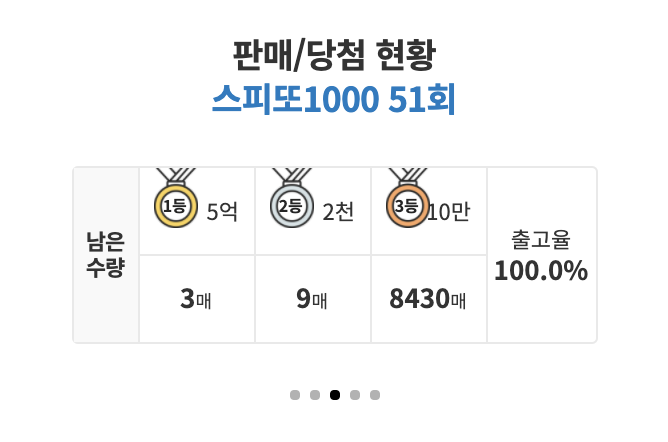 판매/당첨 현황
스피또1000 51회
남은
수량
1등 5억
2등 2천
3등 10만
출고율
100.0%
3매
9매
8430매